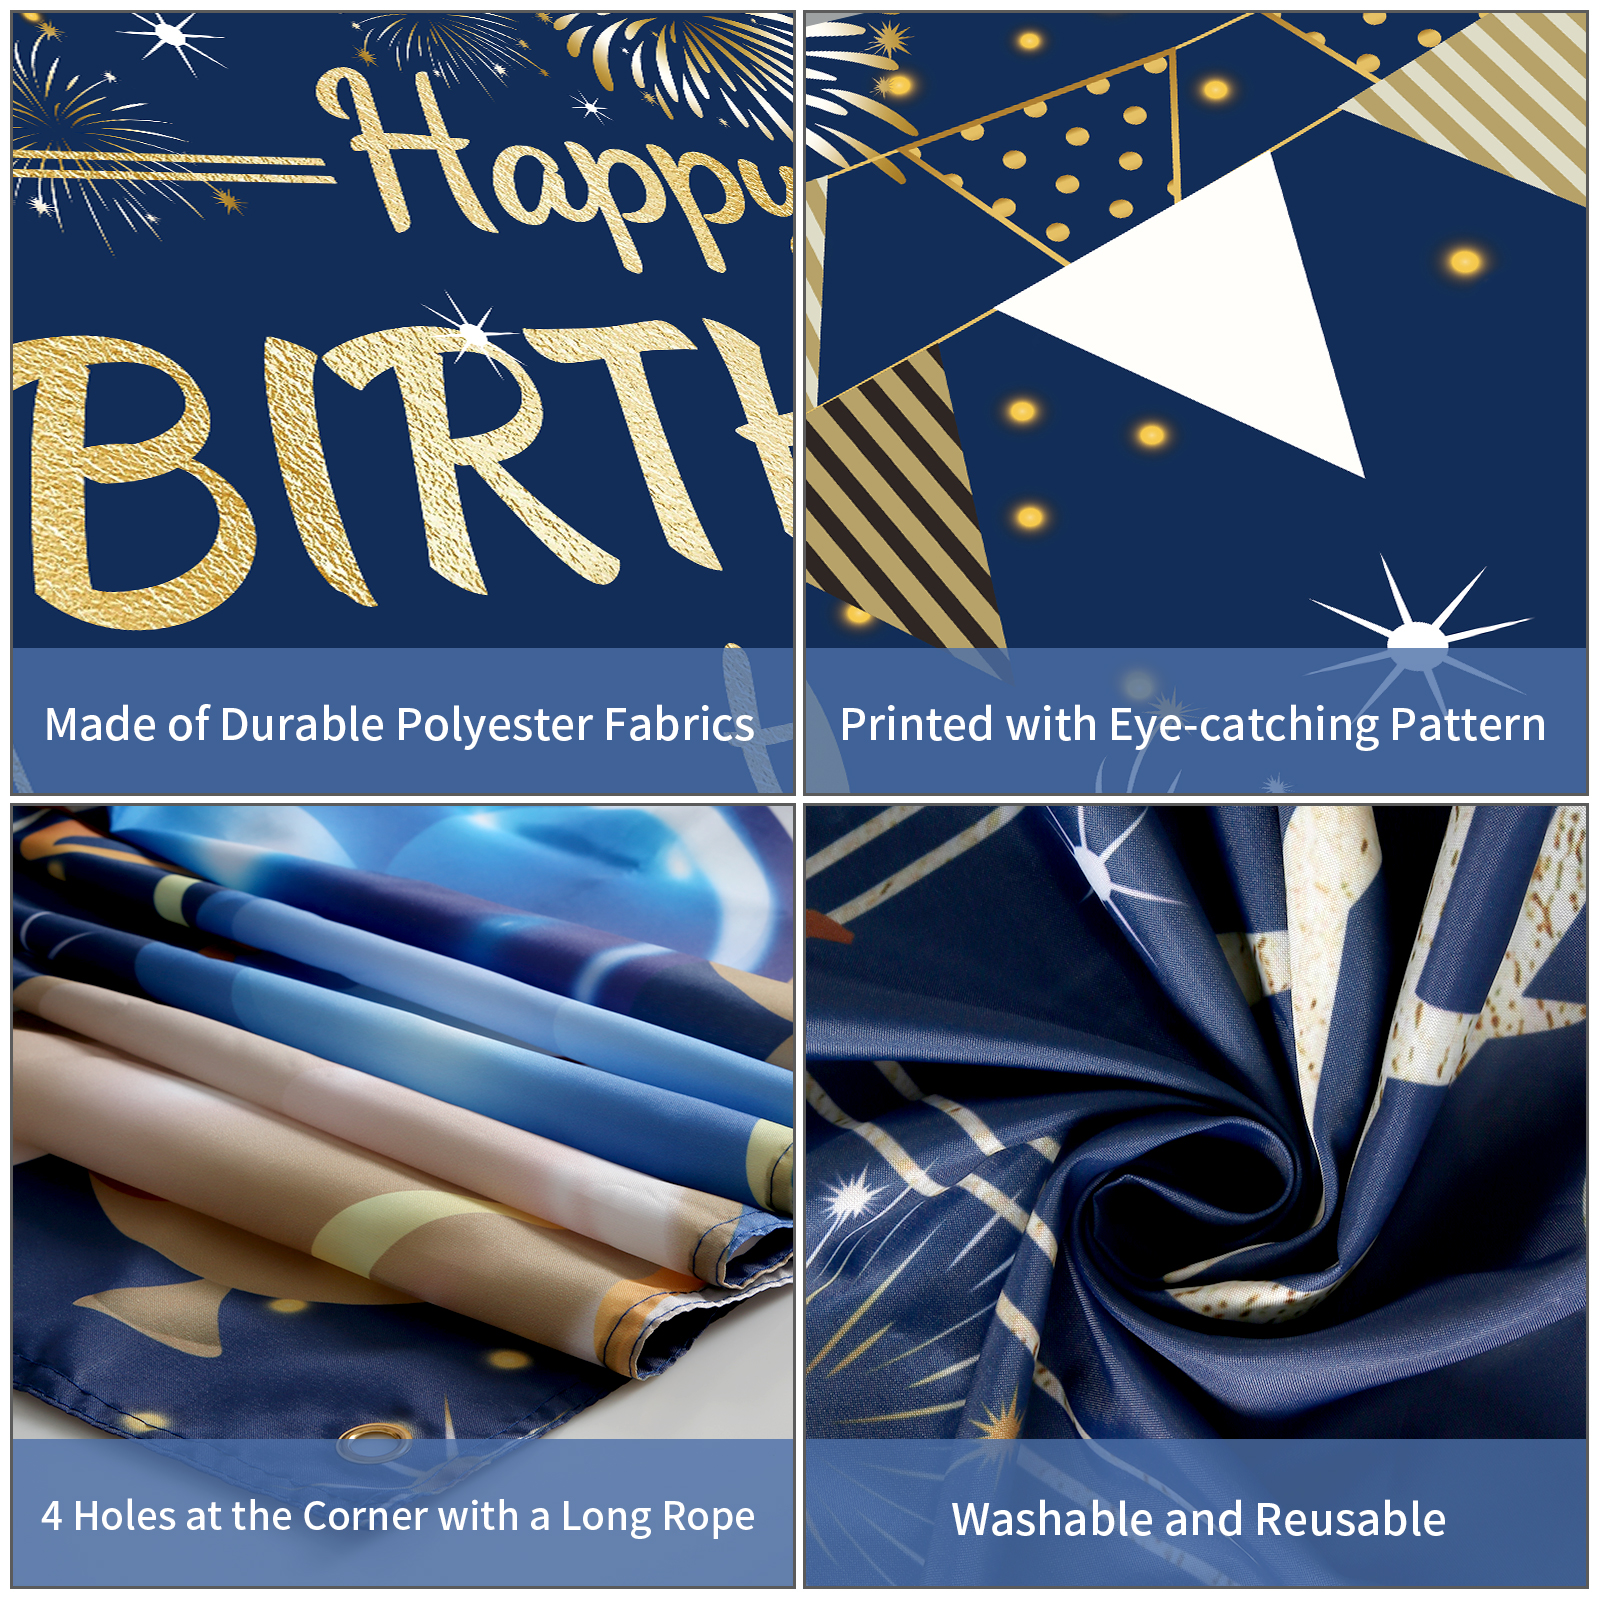 Happy
BIRTH
Made of Durable Polyester Fabrics
Printed with Eye-catching Pattern
4 Holes at the Corner with a Long Rope
Washable and Reusable